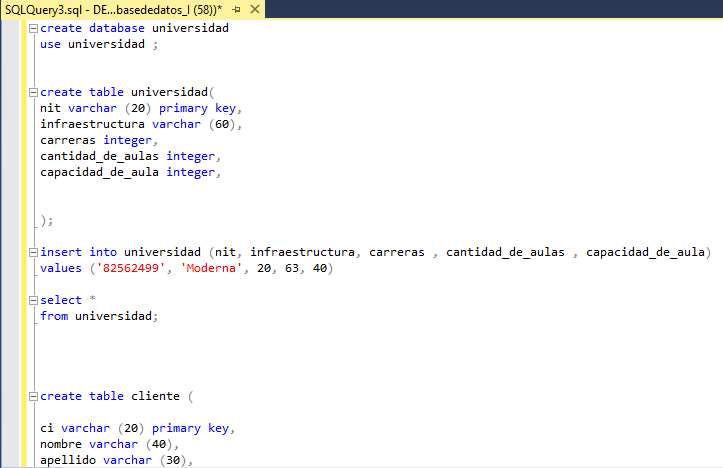 SQLQuery3.sql - DE...basededatos_I (58))*
create database universidad
use universidad ;
create table universidad(
nit varchar (20) primary key,
infraestructura varchar (60),
carreras integer,
cantidad_de_aulas integer,
capacidad_de_aula integer,
);
insert into universidad (nit, infraestructura, carreras , cantidad_de_aulas , capacidad_de_aula)
values ('82562499', 'Moderna', 20, 63, 40)
select *
from universidad;
create table cliente (
ci varchar (20) primary key,
nombre varchar (40),
apellido varchar (30),